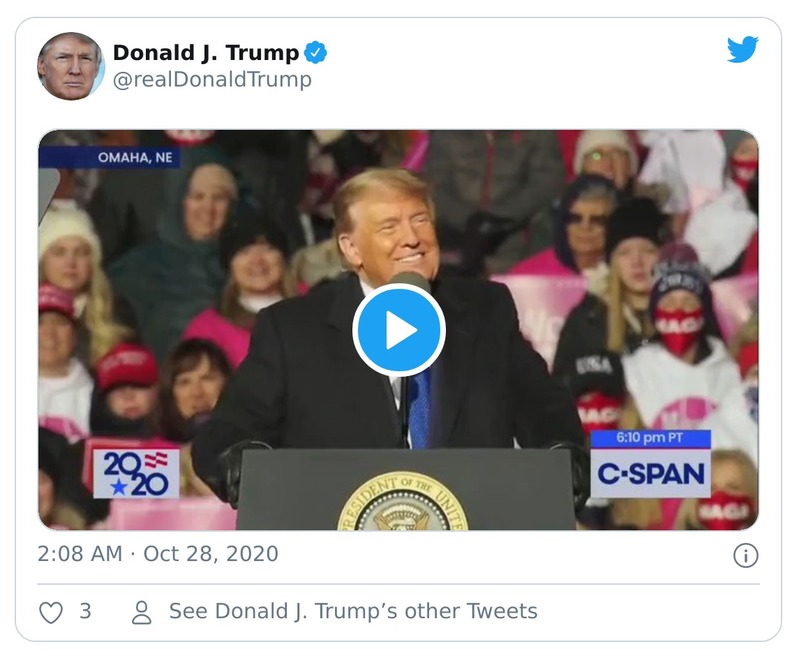 Donald J. Trump
@realDonaldTrump
OMAHA, NE
MAGA
USA
MAGA
6:10 pm PT
2020
C-SPAN
MAGA
PRESIDENT OF THE UNITED
2:08 AM · Oct 28, 2020
3
See Donald J. Trump’s other Tweets